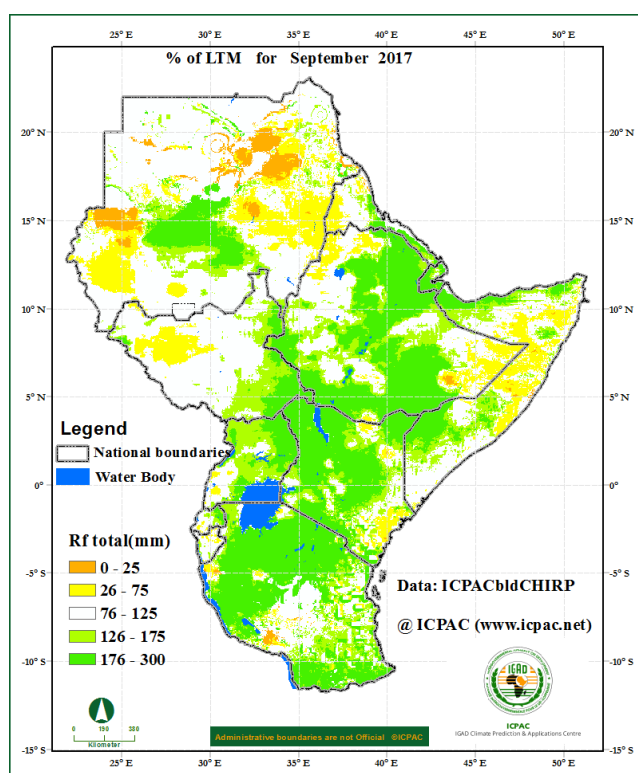 25° E 30° E 35° E 40° E 45° E 50° E
% of LTM for September 2017
20° N 20° N
15° N 15° N
10° N 10° N
5° N 5° N
Legend
National boundaries
Water Body
0° 0°
Rf total(mm)
0 - 25
26 - 75
76 - 125
126 - 175
176 - 300
-5° S -5° S
Data: ICPACbldCHIRP
@ ICPAC (www.icpac.net)
-10° S -10° S
IGAD
ICPAC
IGAD Climate Prediction & Applications Centre
0 190 380
Kilometer
Administrative boundaries are not Official ©ICPAC
-15° S -15° S
25° E 30° E 35° E 40° E 45° E 50° E